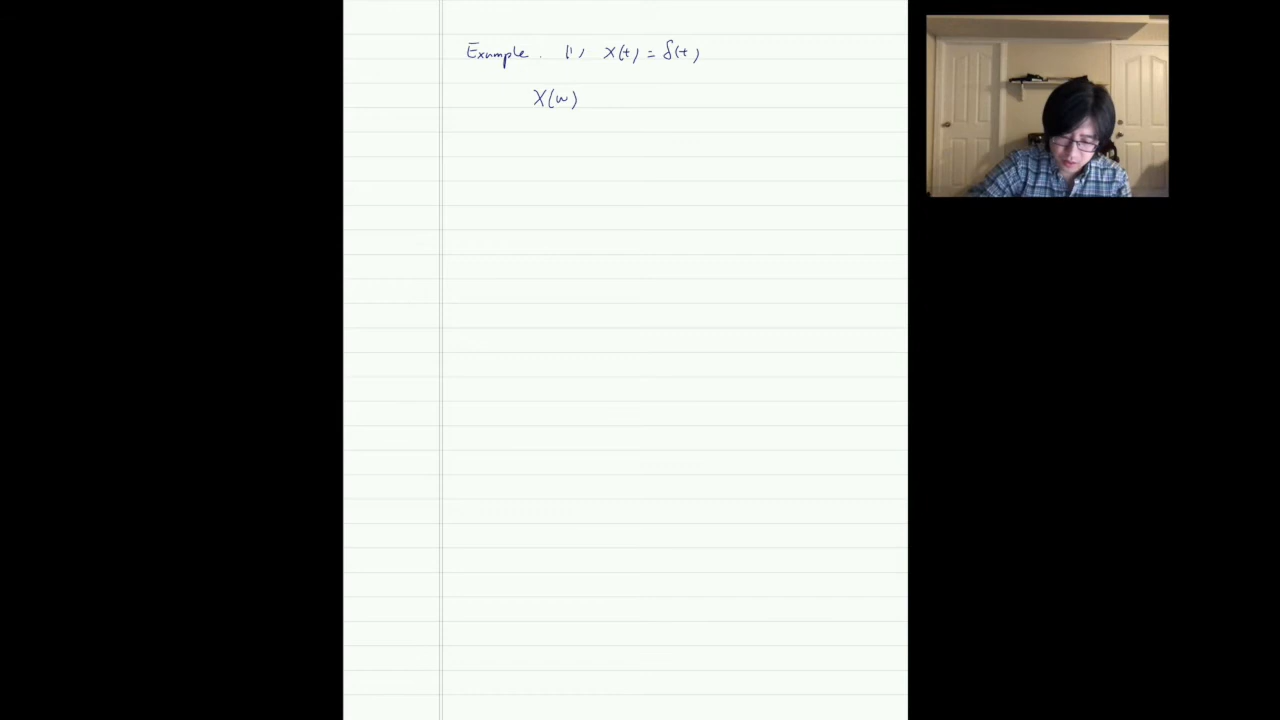 Example. (1) x(t) = δ(t)
X(ω)